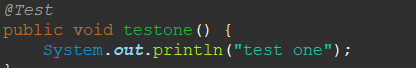 @Test
public void testone() {
    System.out.println("test one");
}